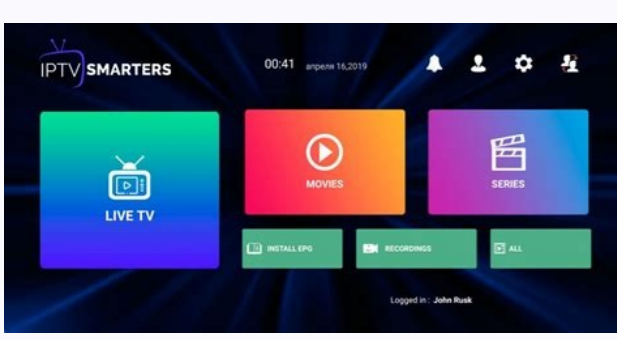 IPTV SMARTERS
00:41 апреля 16,2019
LIVE TV
MOVIES
SERIES
INSTALL EPG
RECORDINGS
ALL
Logged in : John Rusk